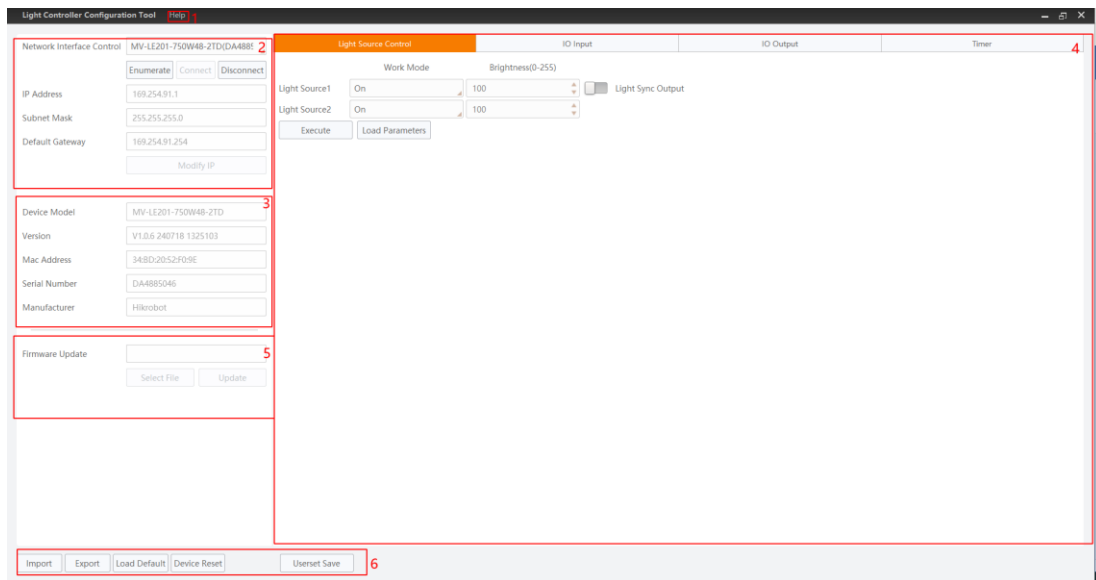 Light Controller Configuration Tool Help 1
Network Interface Control MV-LE201-750W48-2TD(DA488 2
Enumerate Connect Disconnect
IP Address 169.254.91.1
Subnet Mask 255.255.255.0
Default Gateway 169.254.91.254
Modify IP
Device Model MV-LE201-750W48-2TD 3
Version V1.0.6 240718 1325103
Mac Address 34:BD:20:52:F0:9E
Serial Number DA4885046
Manufacturer Hikrobot
Firmware Update 5
Select File Update
Light Source Control IO Input IO Output Timer 4
Work Mode Brightness(0-255)
Light Source1 On 100 Light Sync Output
Light Source2 On 100
Execute Load Parameters
Import Export Load Default Device Reset Userset Save 6